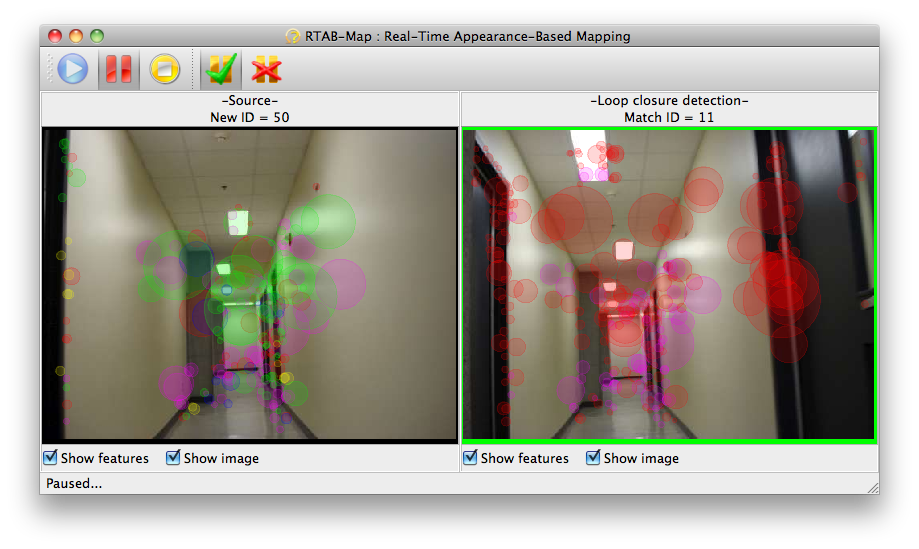 RTAB-Map : Real-Time Appearance-Based Mapping
-Source-
New ID = 50
-Loop closure detection-
Match ID = 11
Show features
Show image
Show features
Show image
Paused...